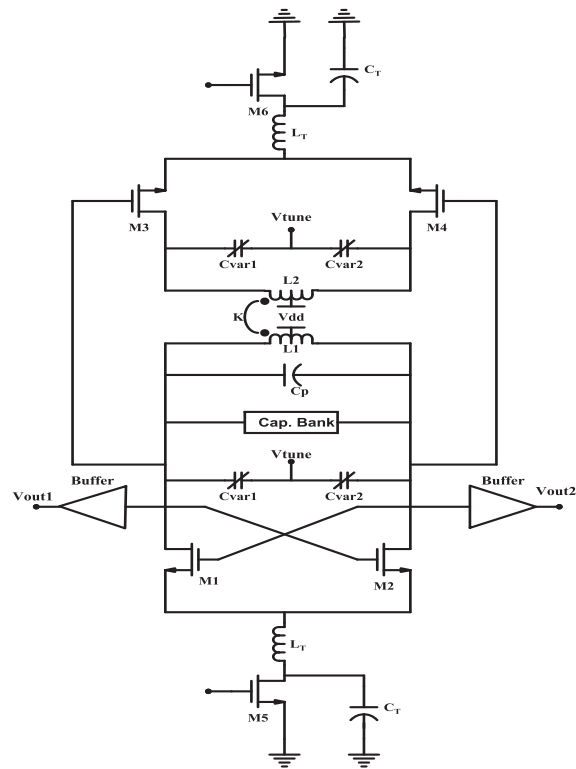 C_T
M6
L_T
M3
M4
Vtune
Cvar1
Cvar2
L2
K
Vdd
L1
Cp
Cap. Bank
Vtune
Buffer
Cvar1
Cvar2
Buffer
Vout1
Vout2
M1
M2
L_T
M5
C_T